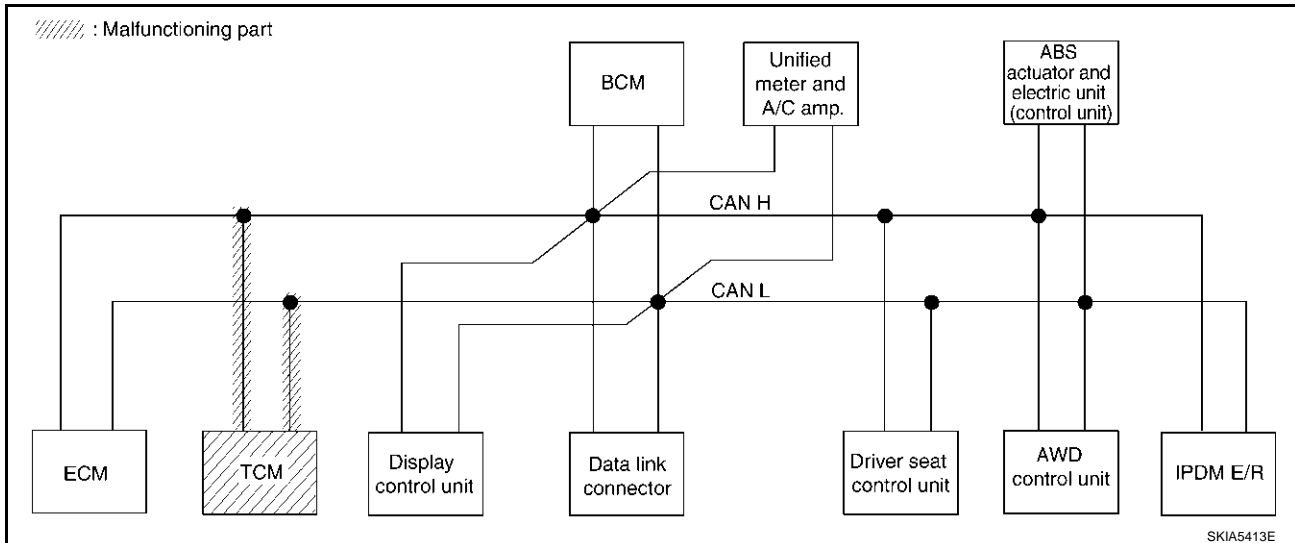 : Malfunctioning part
BCM
Unified
meter and
A/C amp.
ABS
actuator and
electric unit
(control unit)
CAN H
CAN L
ECM
TCM
Display
control unit
Data link
connector
Driver seat
control unit
AWD
control unit
IPDM E/R
SKIA5413E